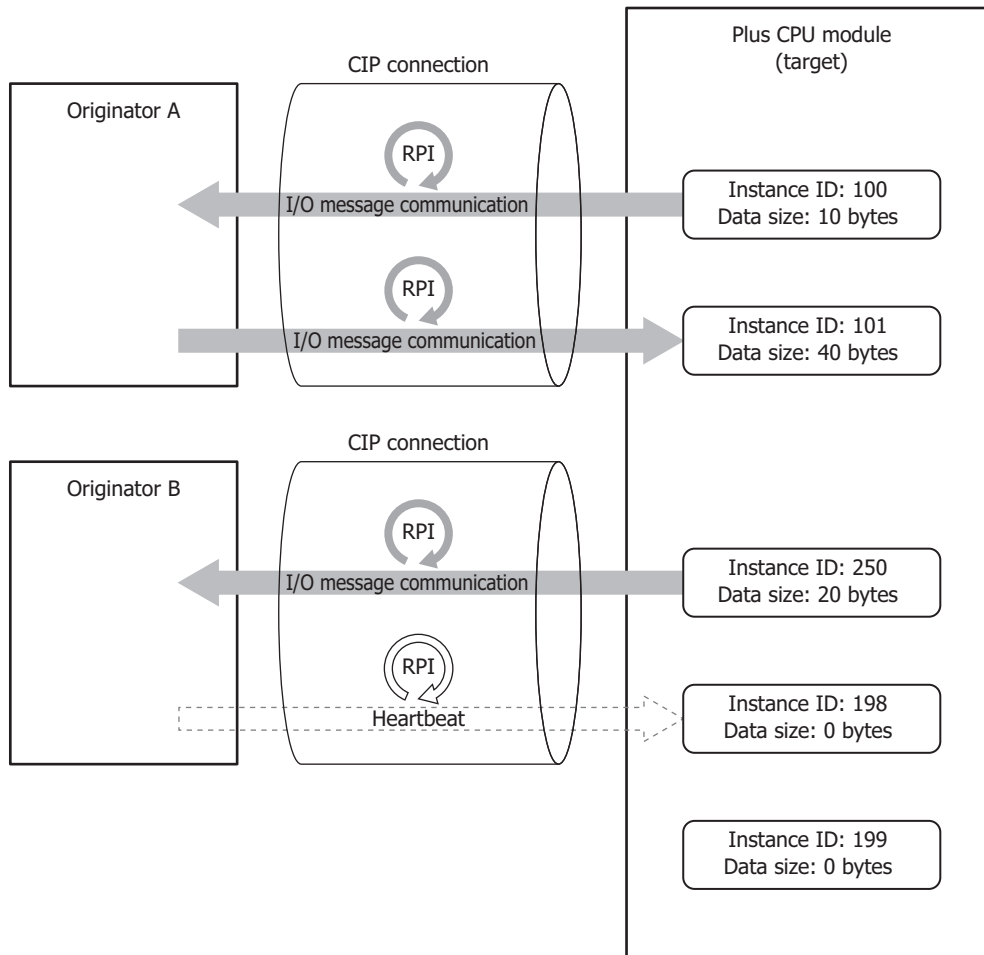 Plus CPU module
(target)
CIP connection
Originator A
RPI
I/O message communication
Instance ID: 100
Data size: 10 bytes
RPI
I/O message communication
Instance ID: 101
Data size: 40 bytes
CIP connection
Originator B
RPI
I/O message communication
Instance ID: 250
Data size: 20 bytes
RPI
Heartbeat
Instance ID: 198
Data size: 0 bytes
Instance ID: 199
Data size: 0 bytes